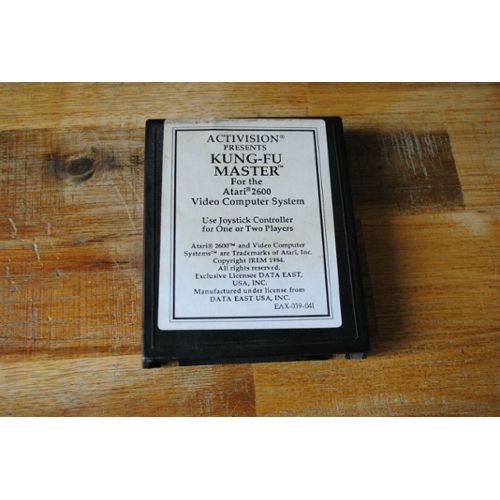 ACTIVISION®
PRESENTS
KUNG-FU
MASTER™
For the
Atari® 2600
Video Computer System
Use Joystick Controller
for One or Two Players
Atari® 2600™ and Video Computer
Systems™ are Trademarks of Atari, Inc.
Copyright IREM 1984.
All rights reserved.
Exclusive Licensee DATA EAST,
USA, INC.
Manufactured under license from
DATA EAST USA, INC.
EAX-039-041